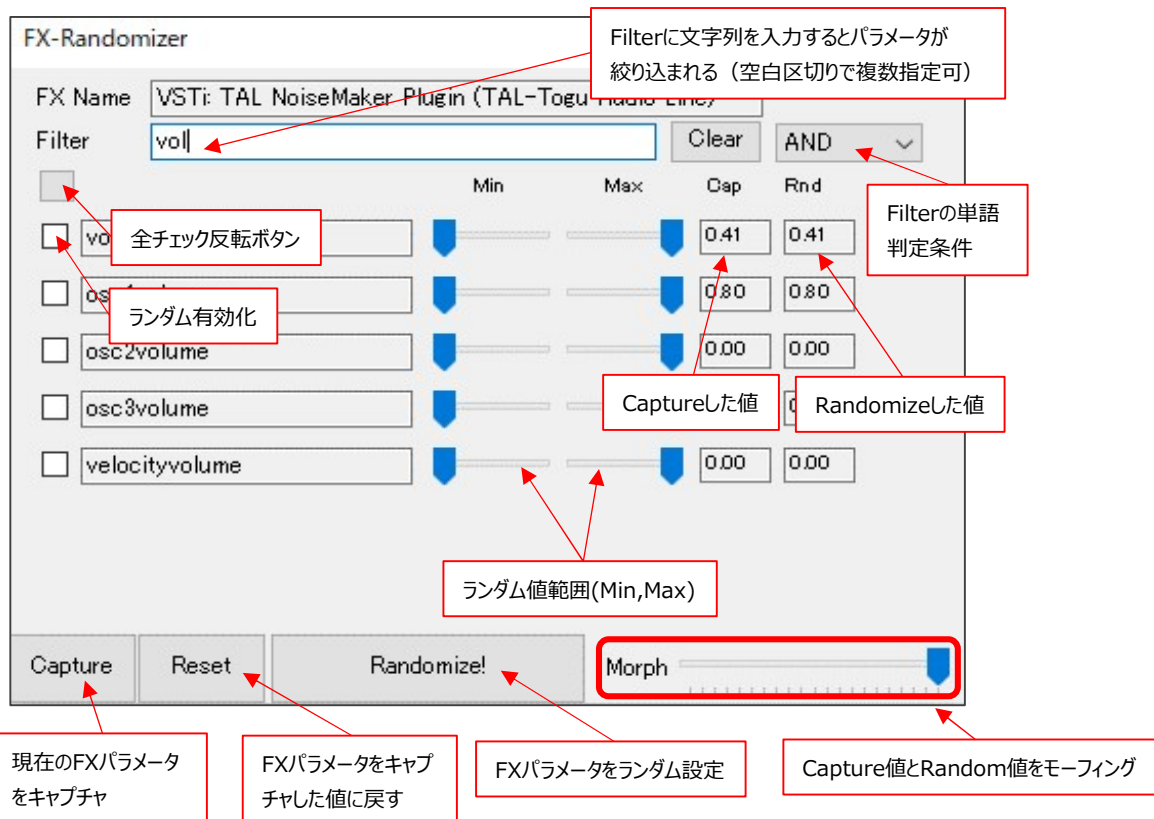 FX-Randomizer
Filterに文字列を入力するとパラメータが
絞り込まれる（空白区切りで複数指定可）
FX Name
VSTi: TAL NoiseMaker Plugin (TAL-Togu Audio Line)
Filter
vol
Clear
AND
Min
Max
Cap
Rnd
Filterの単語
判定条件
全チェック反転ボタン
0.41
0.41
ランダム有効化
0.80
0.80
osc2volume
0.00
0.00
Captureした値
Randomizeした値
osc3volume
velocityvolume
0.00
0.00
ランダム値範囲(Min,Max)
Capture
Reset
Randomize!
Morph
現在のFXパラメータ
をキャプチャ
FXパラメータをキャプ
チャした値に戻す
FXパラメータをランダム設定
Capture値とRandom値をモーフィング